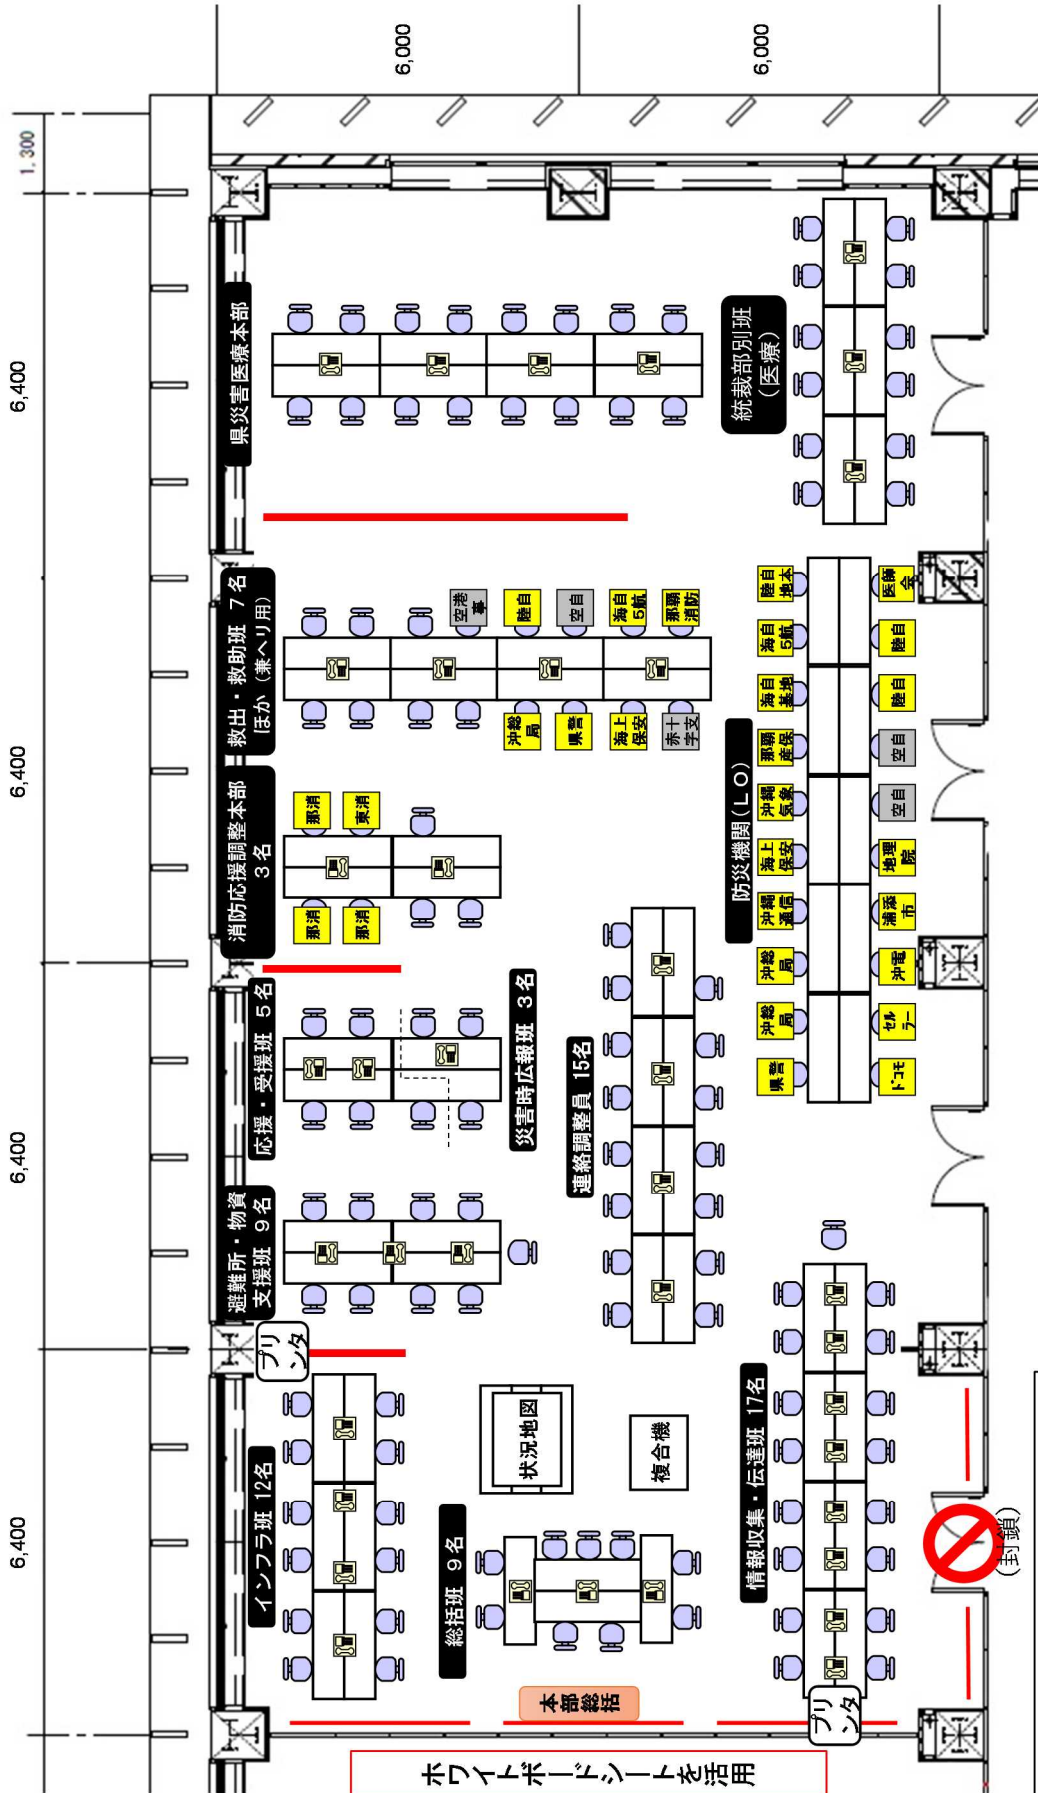 6,000
6,000
1,300
6,400
6,400
6,400
6,400
県災害医療本部
統裁部別班
(医療)
救出・救助班 7名
ほか(兼ヘリ用)
空港事
陸自
空自
海自5航
那覇消防
沖総局
県警
海上保安
赤十字支
消防応援調整本部
3名
那消
東消
那消
那消
防災機関(LO)
陸自地本
海自5航
海自基地
那覇産保
沖縄気象
海上保安
沖縄通信
沖総局
沖総局
県警
医師会
陸自
陸自
空自
空自
地理院
浦添市
沖電
セルラー
ドコモ
応援・受援班 5名
災害時広報班 3名
連絡調整員 15名
避難所・物資
支援班 9名
プリンタ
インフラ班 12名
状況地図
複合機
総括班 9名
情報収集・伝達班 17名
本部総括
プリンタ
(封鎖)
ホワイトボードシートを活用